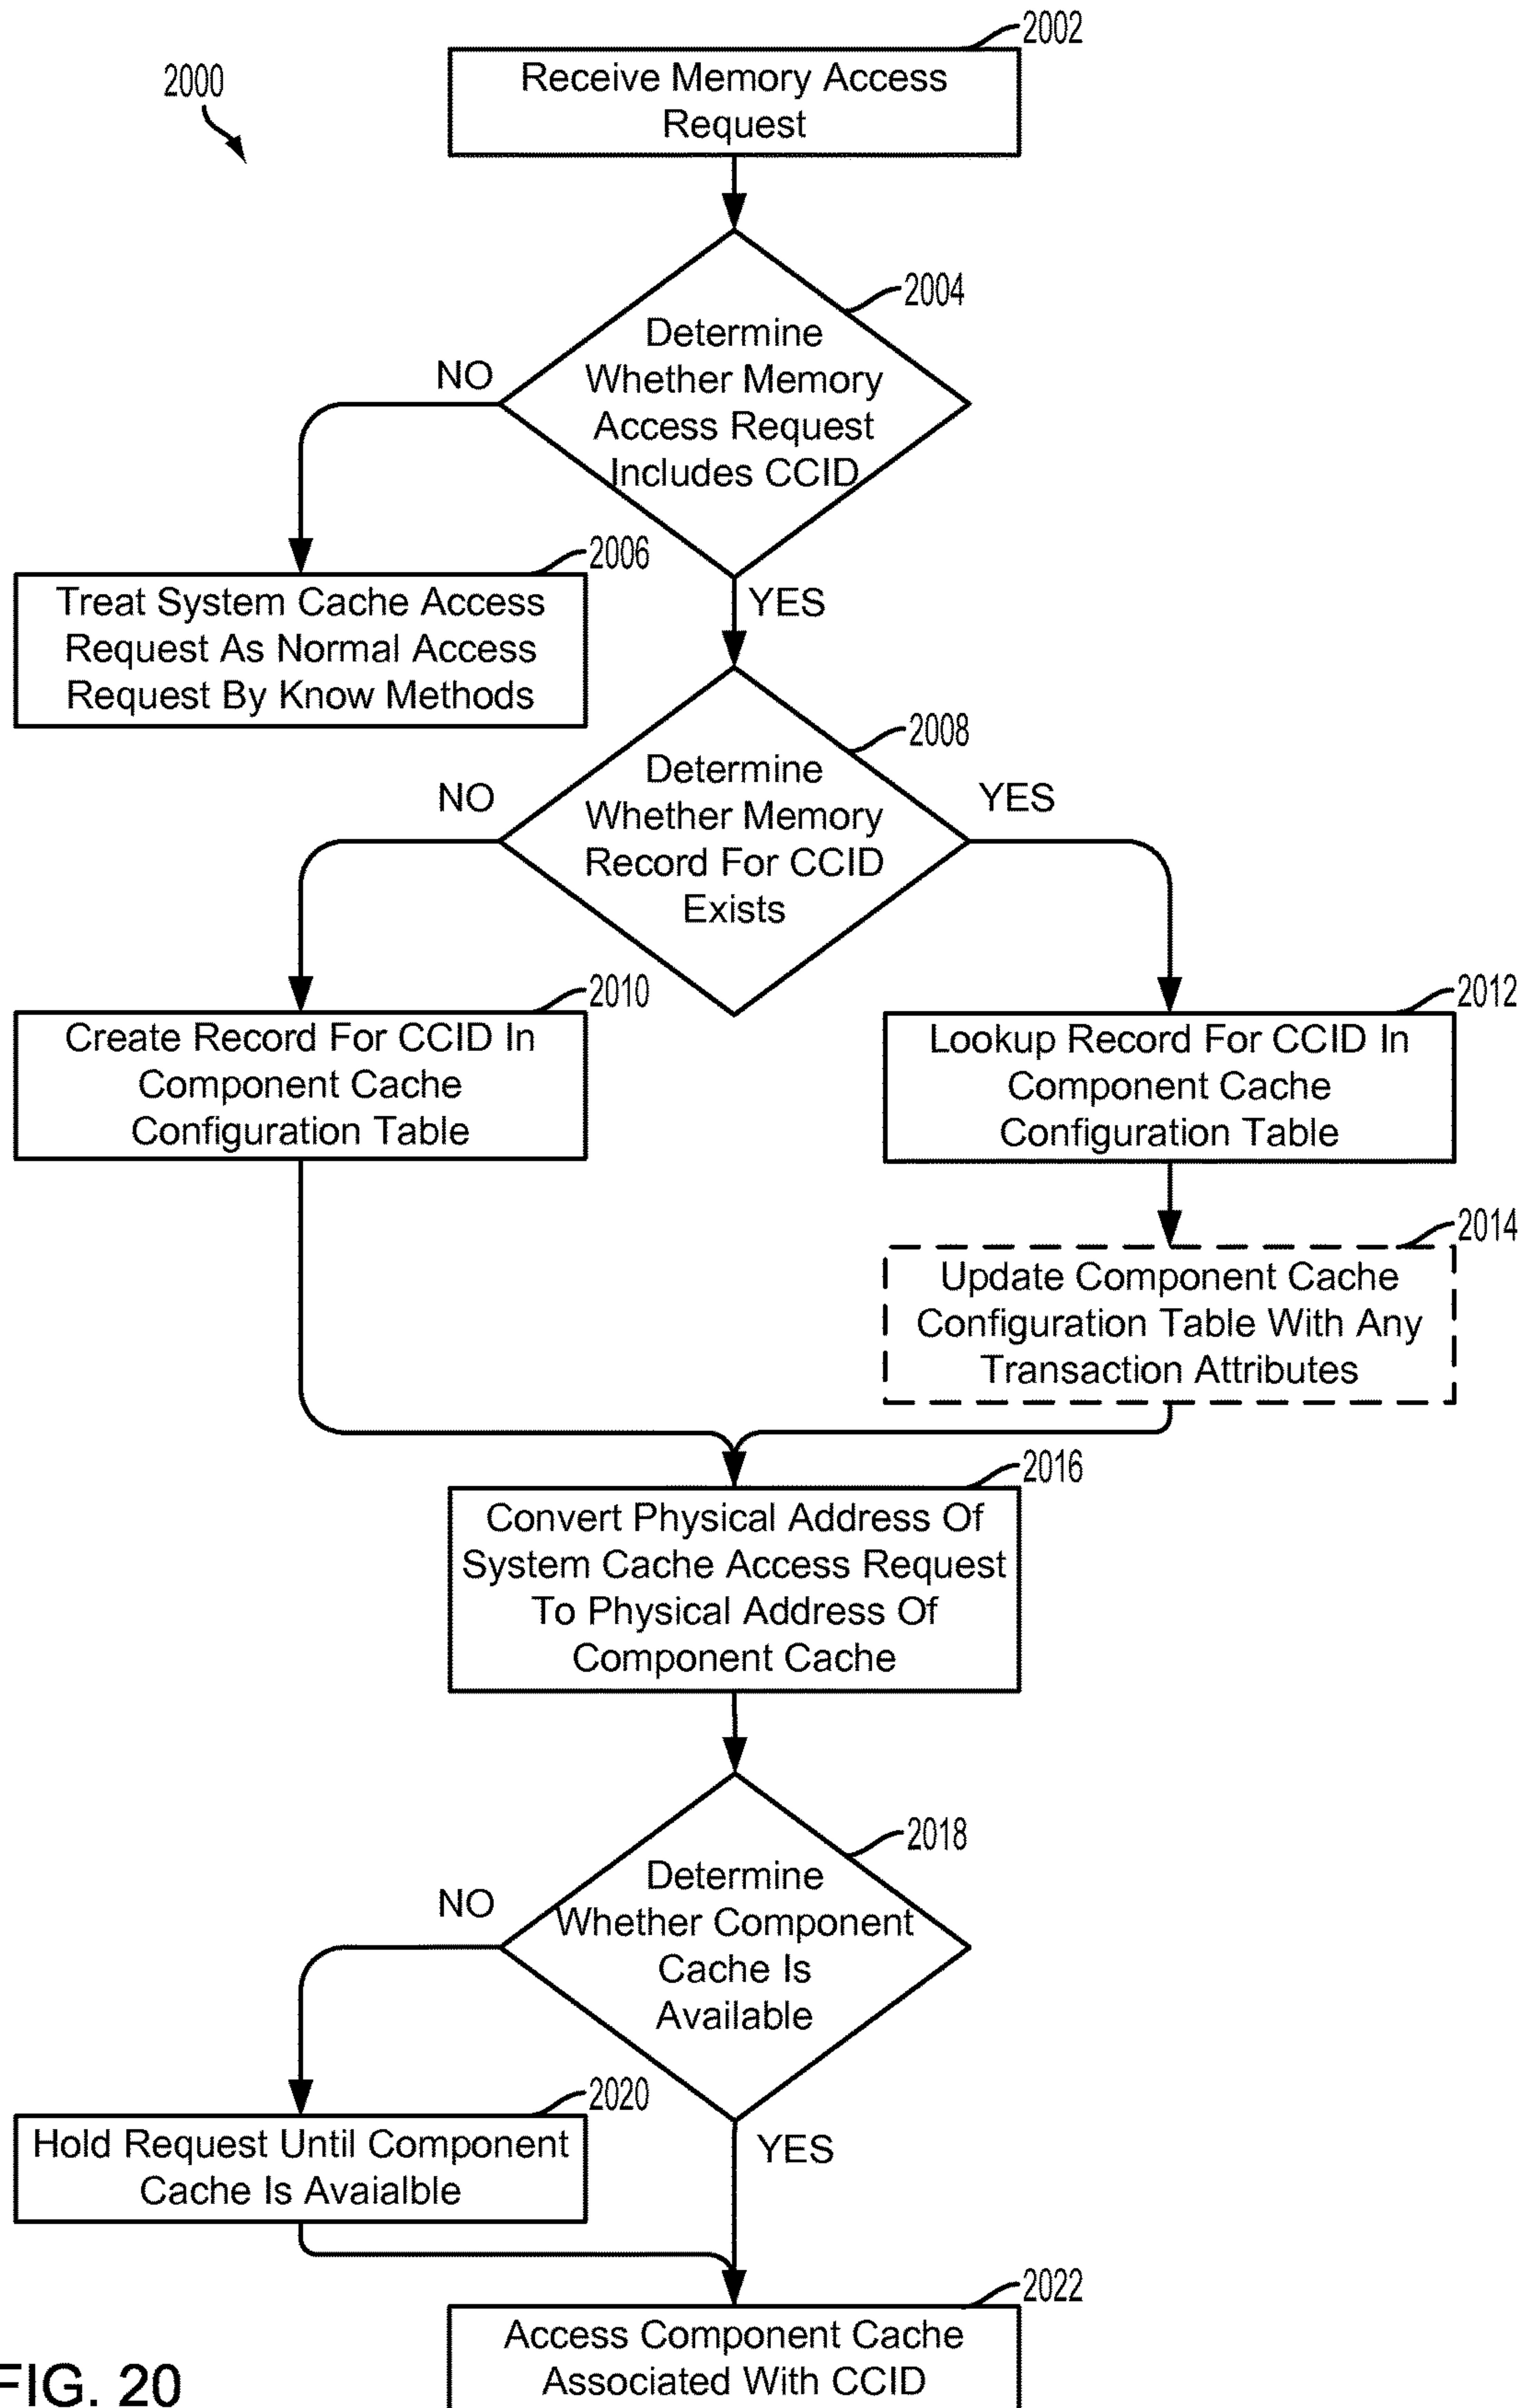 2002
2000
Receive Memory Access
Request
2004
Determine
Whether Memory
Access Request
Includes CCID
NO
YES
2006
Treat System Cache Access
Request As Normal Access
Request By Know Methods
2008
Determine
Whether Memory
Record For CCID
Exists
NO
YES
2010
Create Record For CCID In
Component Cache
Configuration Table
2012
Lookup Record For CCID In
Component Cache
Configuration Table
2014
Update Component Cache
Configuration Table With Any
Transaction Attributes
2016
Convert Physical Address Of
System Cache Access Request
To Physical Address Of
Component Cache
2018
Determine
Whether Component
Cache Is
Available
NO
YES
2020
Hold Request Until Component
Cache Is Avaialble
2022
Access Component Cache
Associated With CCID
FIG. 20